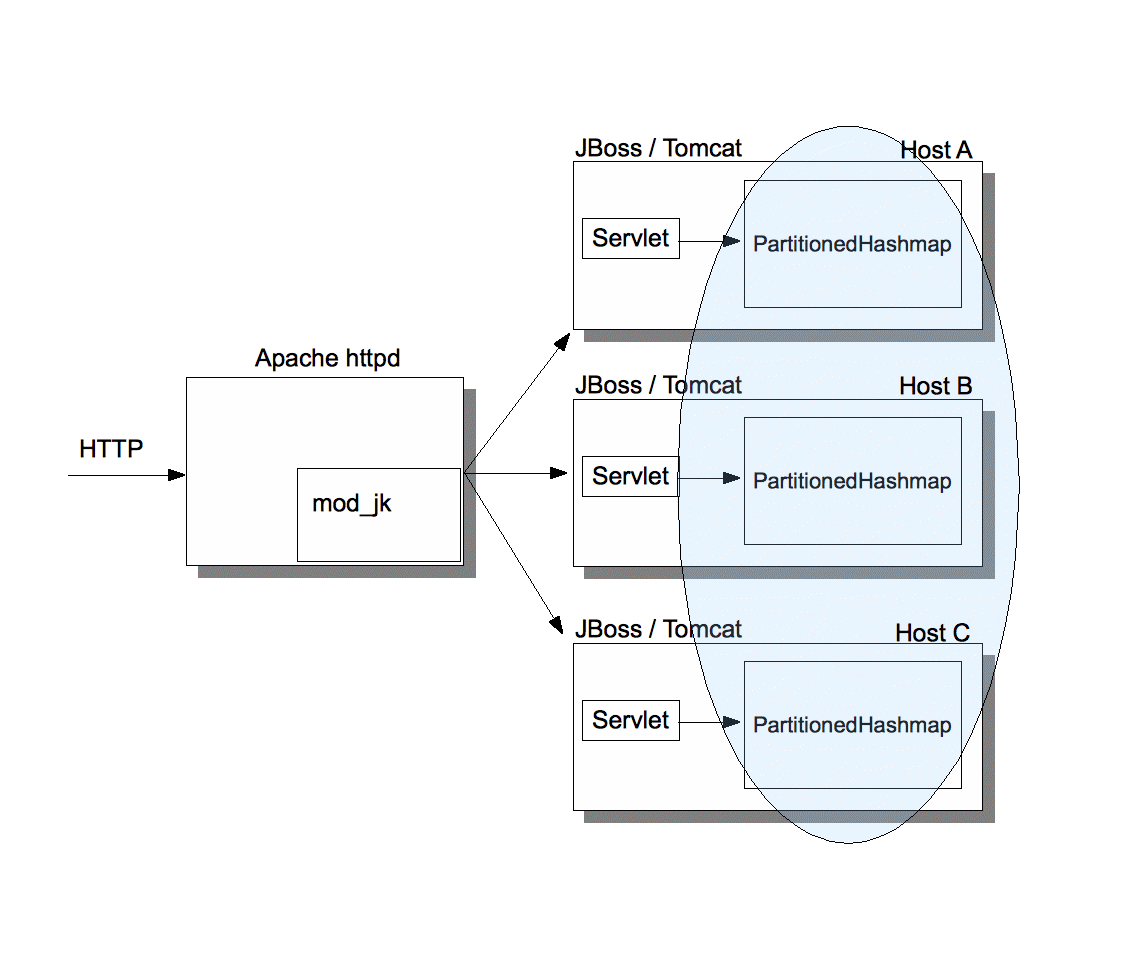 JBoss / Tomcat
Host A
Servlet
PartitionedHashmap
Apache httpd
HTTP
mod_jk
JBoss / Tomcat
Host B
Servlet
PartitionedHashmap
JBoss / Tomcat
Host C
Servlet
PartitionedHashmap